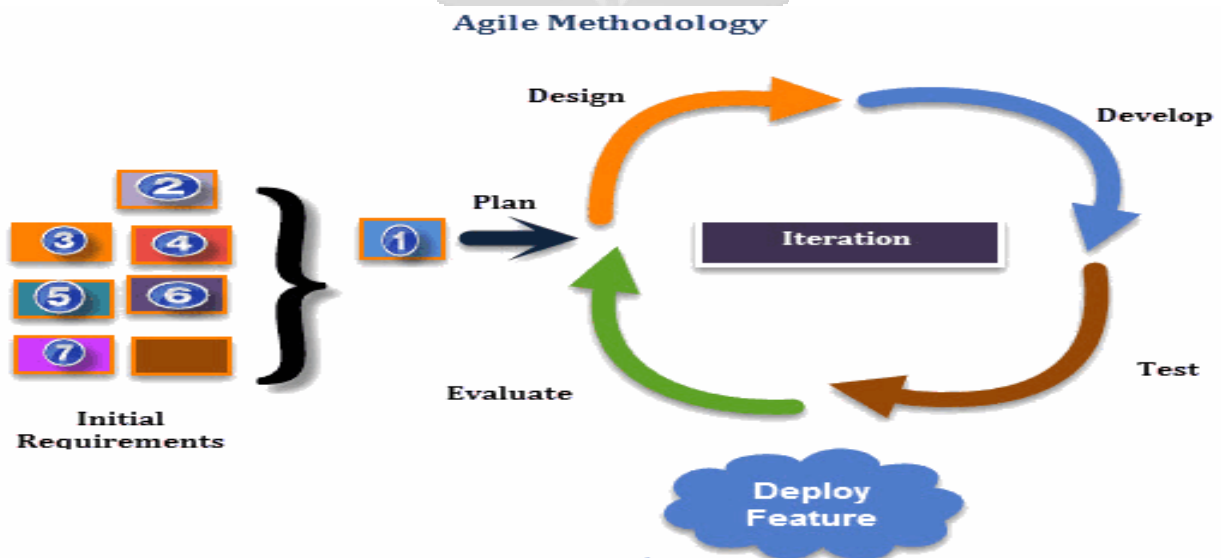 Agile Methodology
Design
Develop
2
Plan
3
4
1
Iteration
5
6
7
Test
Evaluate
Initial
Requirements
Deploy
Feature